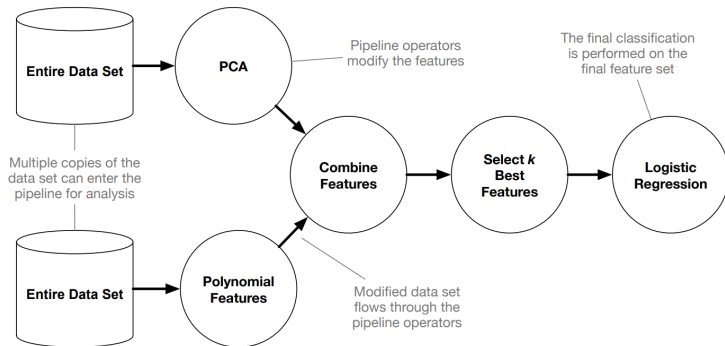 Entire Data Set
PCA
Pipeline operators
modify the features
The final classification
is performed on the
final feature set
Multiple copies of the
data set can enter the
pipeline for analysis
Combine
Features
Select k
Best
Features
Logistic
Regression
Entire Data Set
Polynomial
Features
Modified data set
flows through the
pipeline operators